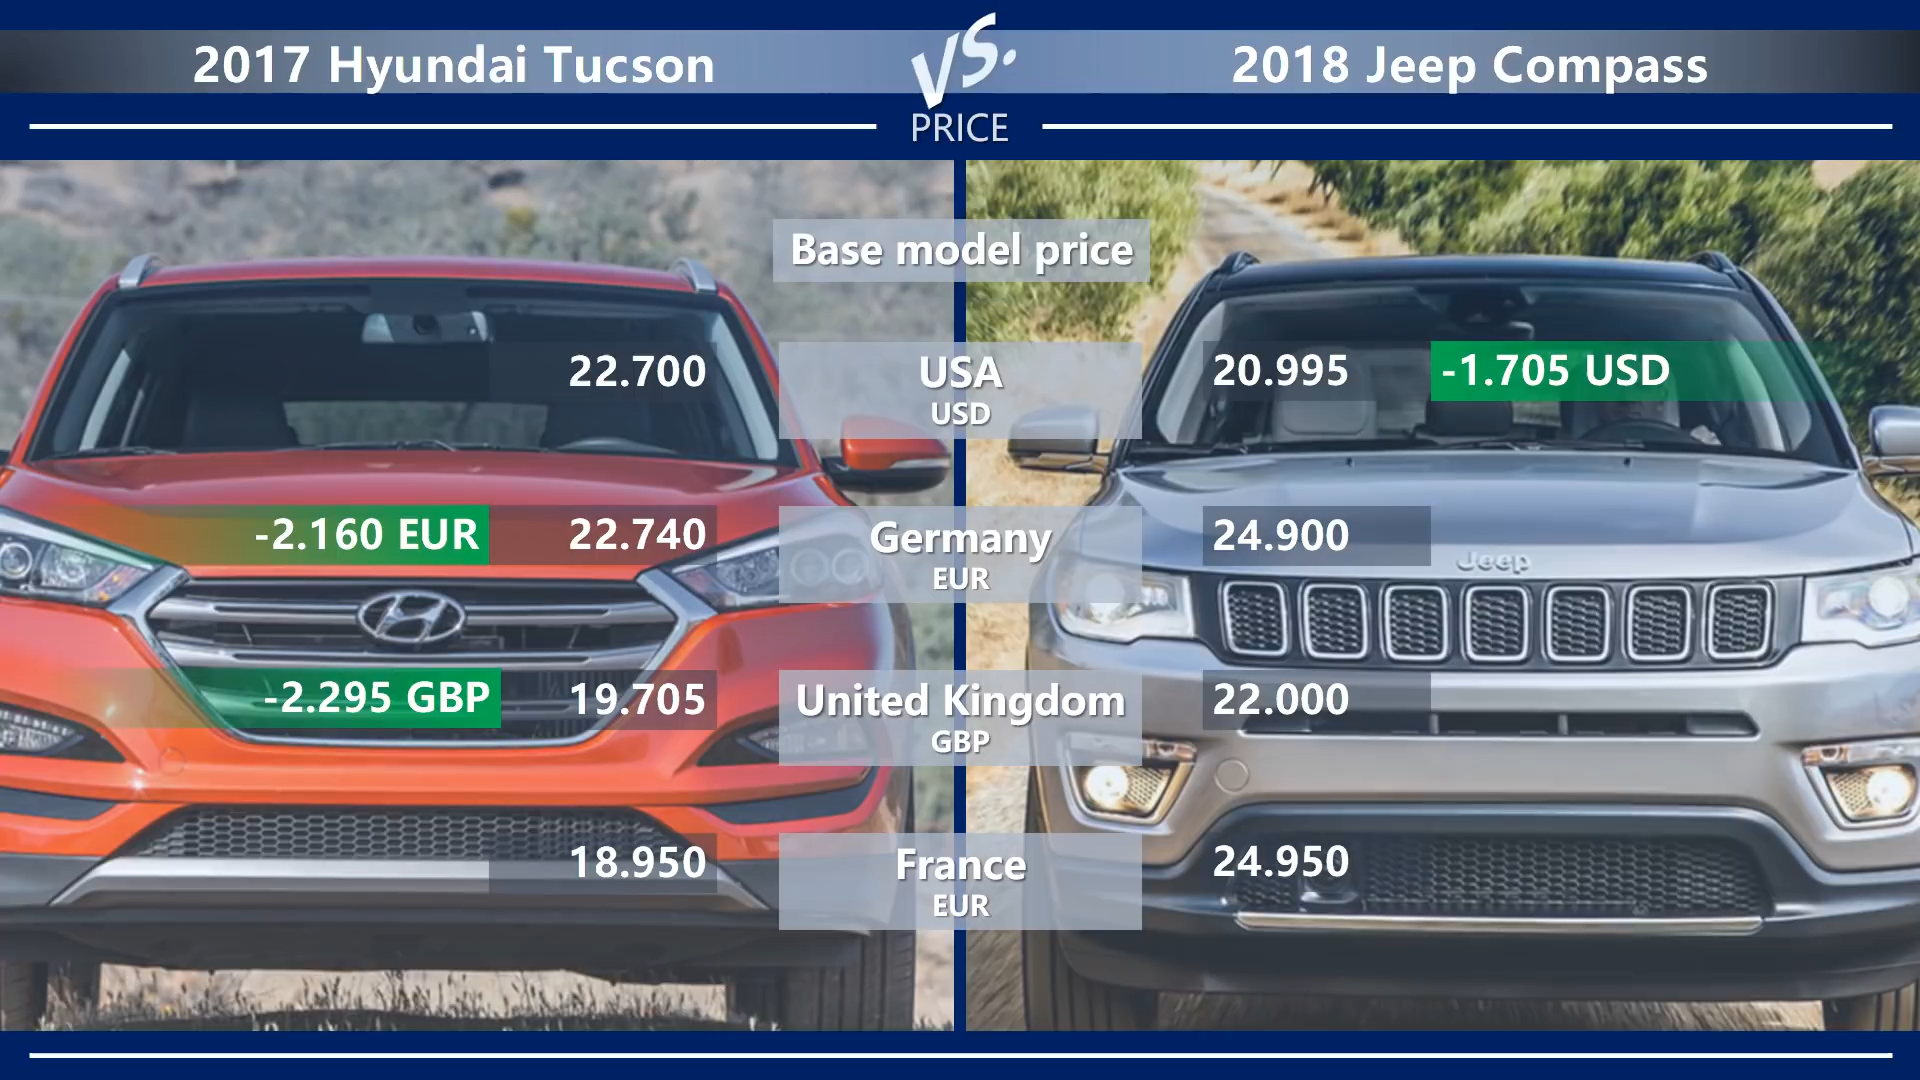 2017 Hyundai Tucson VS. 2018 Jeep Compass
PRICE
Base model price
22.700 USA 20.995 -1.705 USD
USD
-2.160 EUR 22.740 Germany 24.900
EUR
Jeep
-2.295 GBP 19.705 United Kingdom 22.000
GBP
18.950 France 24.950
EUR